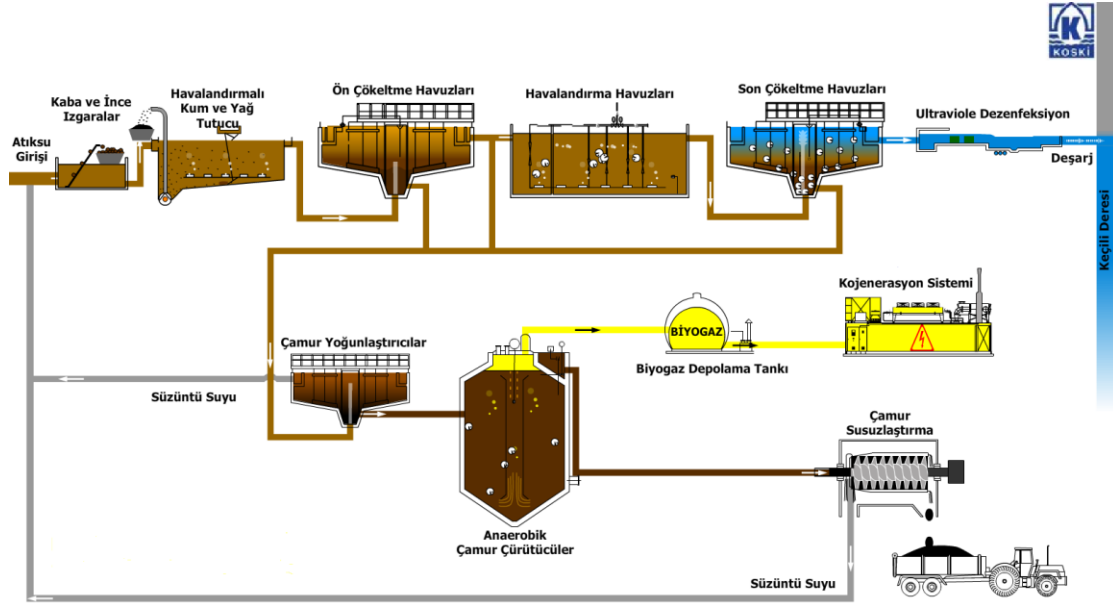 K
KOSKİ
Kaba ve İnce
Izgaralar
Havalandırmalı
Kum ve Yağ
Tutucu
Ön Çökeltme Havuzları
Havalandırma Havuzları
Son Çökeltme Havuzları
Ultraviole Dezenfeksiyon
Atıksu
Girişi
Deşarj
Keçili Deresi
Kojenerasyon Sistemi
BİYOGAZ
Biyogaz Depolama Tankı
Çamur Yoğunlaştırıcılar
Süzüntü Suyu
Çamur
Susuzlaştırma
Anaerobik
Çamur Çürütücüler
Süzüntü Suyu